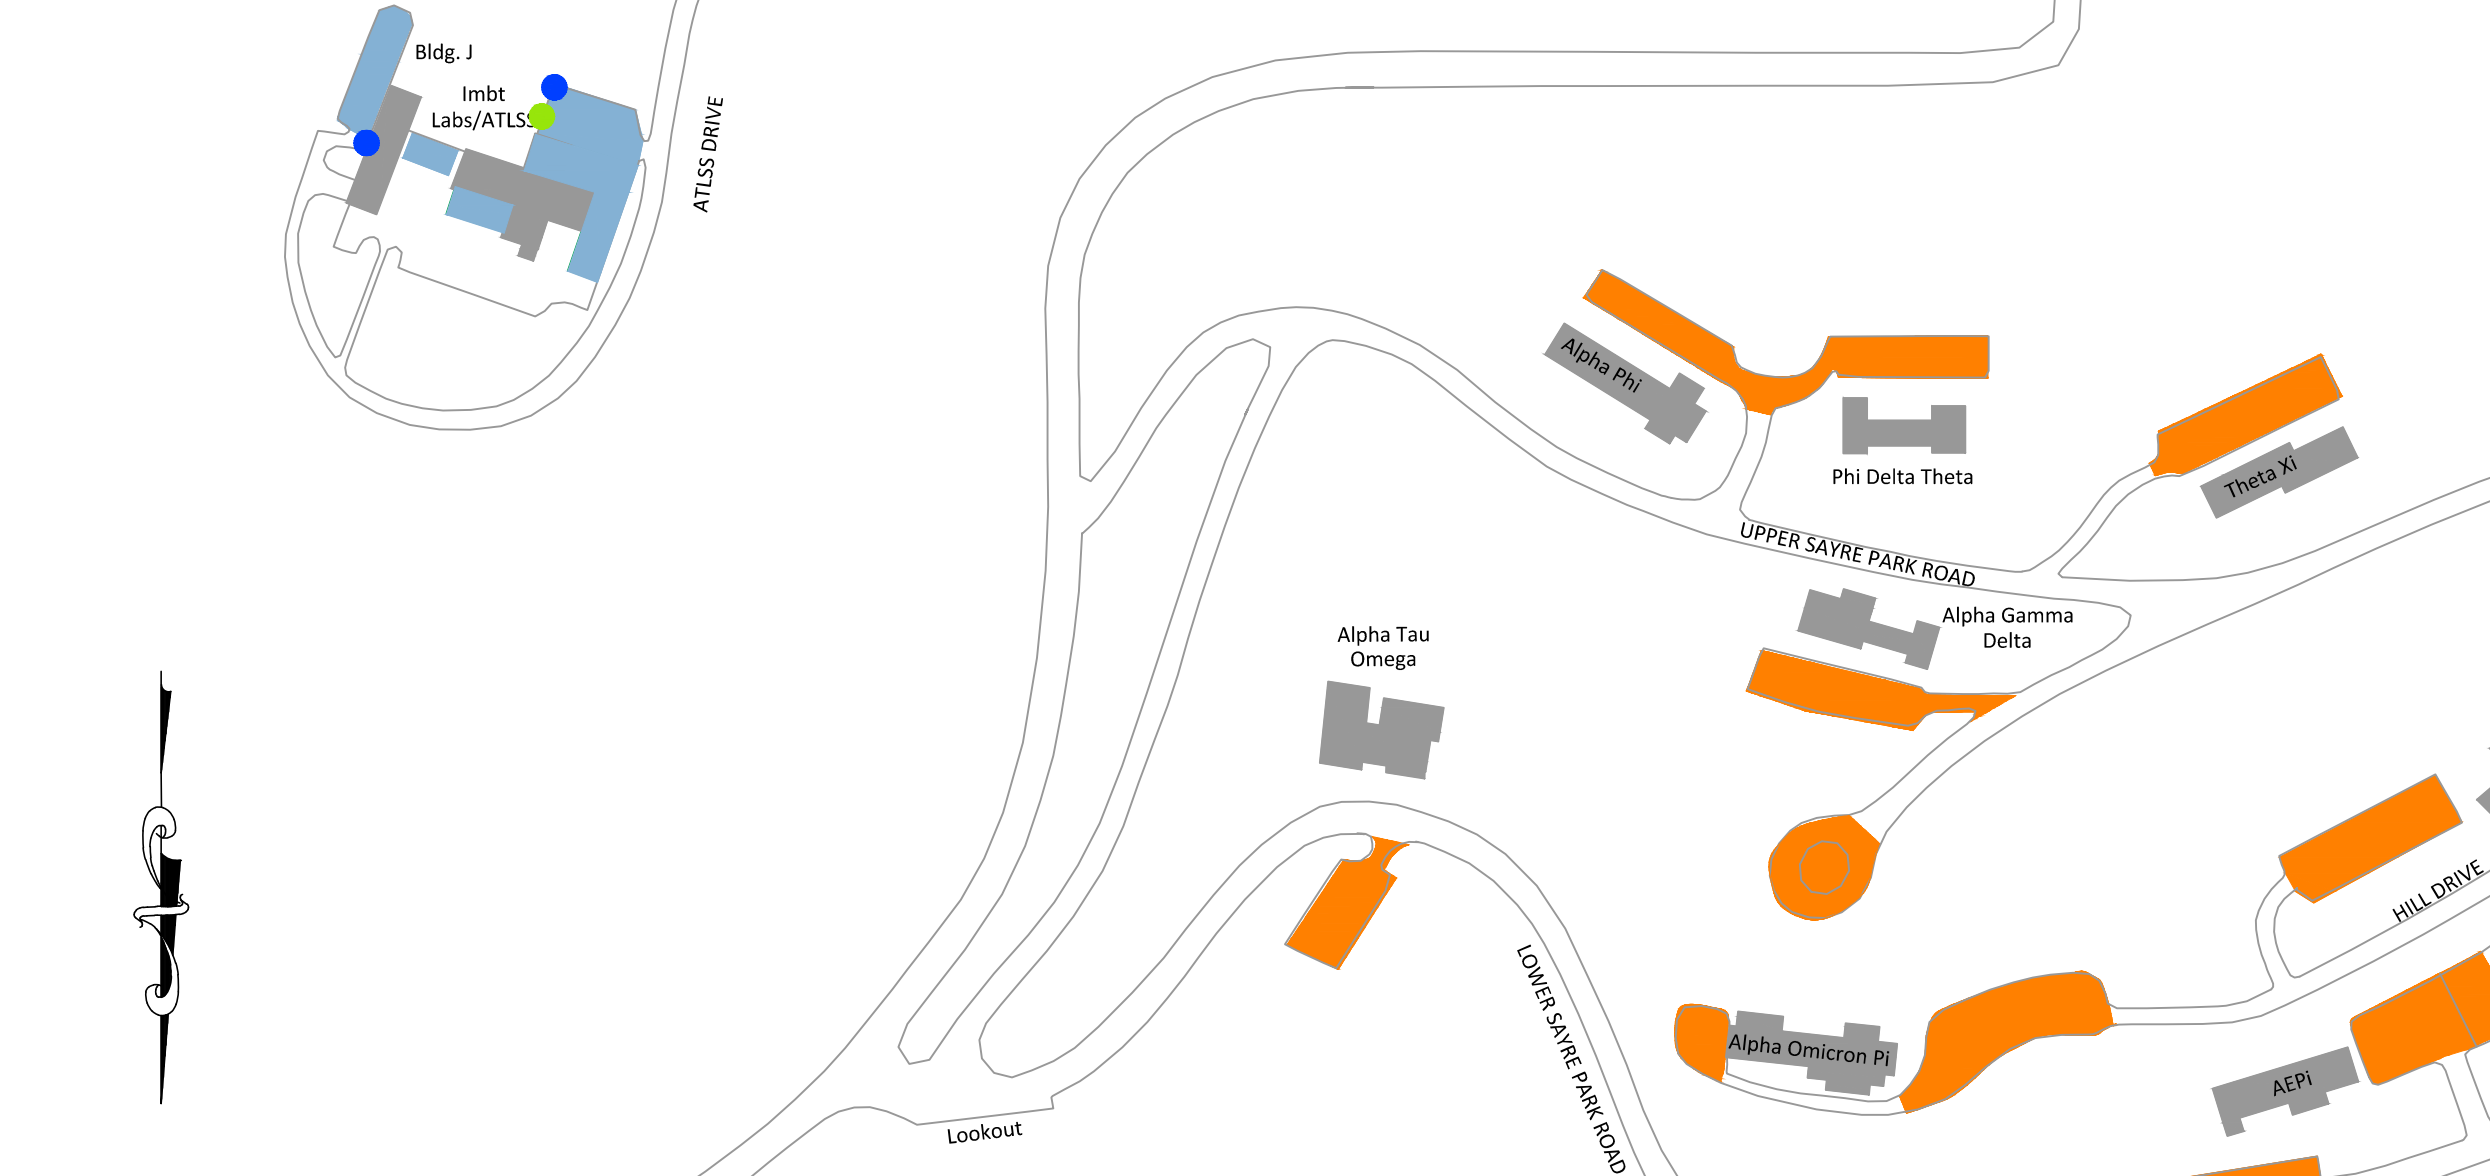 Bldg. J
Imbt
Labs/ATLSS
ATLSS DRIVE
Alpha Phi
Phi Delta Theta
Theta Xi
UPPER SAYRE PARK ROAD
Alpha Gamma
Delta
Alpha Tau
Omega
HILL DRIVE
LOWER SAYRE PARK ROAD
Alpha Omicron Pi
AEPi
Lookout